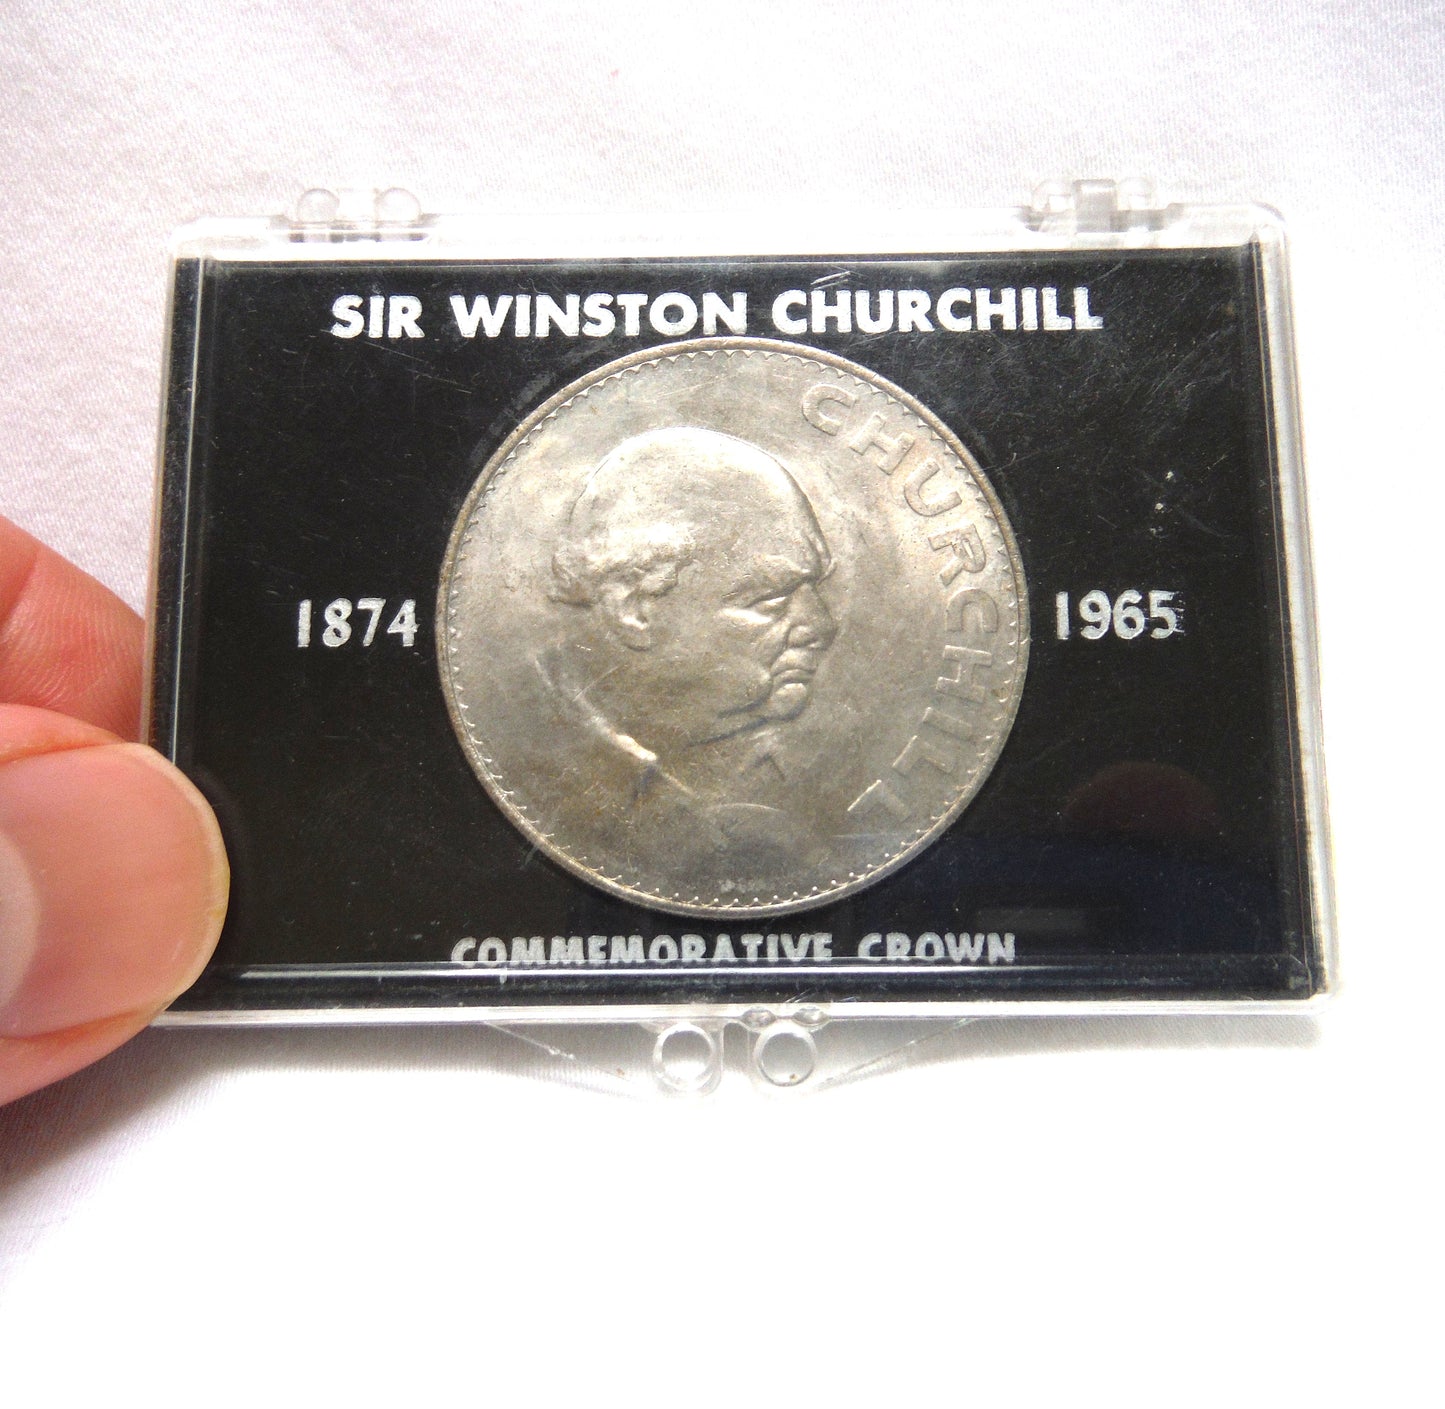 SIR WINSTON CHURCHILL
CHURCHILL
1874
1965
COMMEMORATIVE CROWN